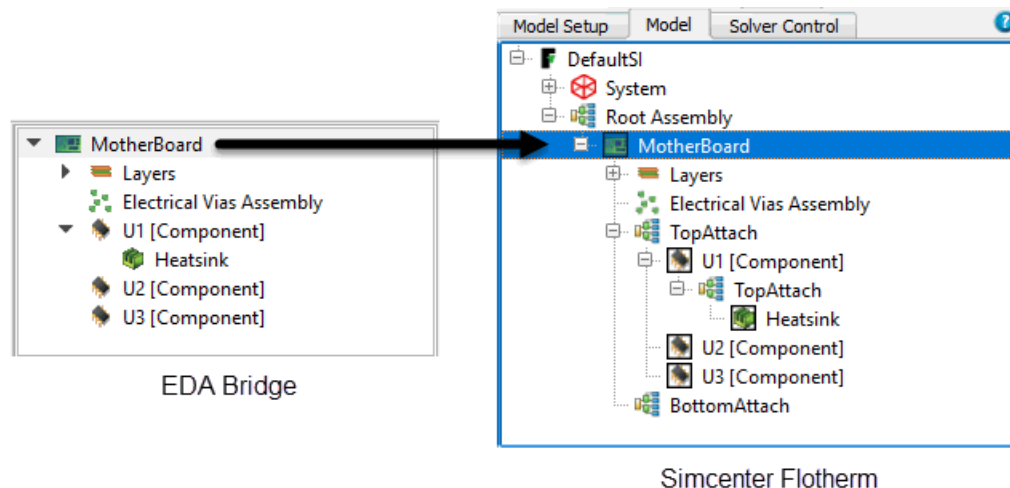 MotherBoard
Layers
Electrical Vias Assembly
U1 [Component]
Heatsink
U2 [Component]
U3 [Component]
EDA Bridge
Model Setup Model Solver Control ?
DefaultSI
System
Root Assembly
MotherBoard
Layers
Electrical Vias Assembly
TopAttach
U1 [Component]
TopAttach
Heatsink
U2 [Component]
U3 [Component]
BottomAttach
Simcenter Flotherm